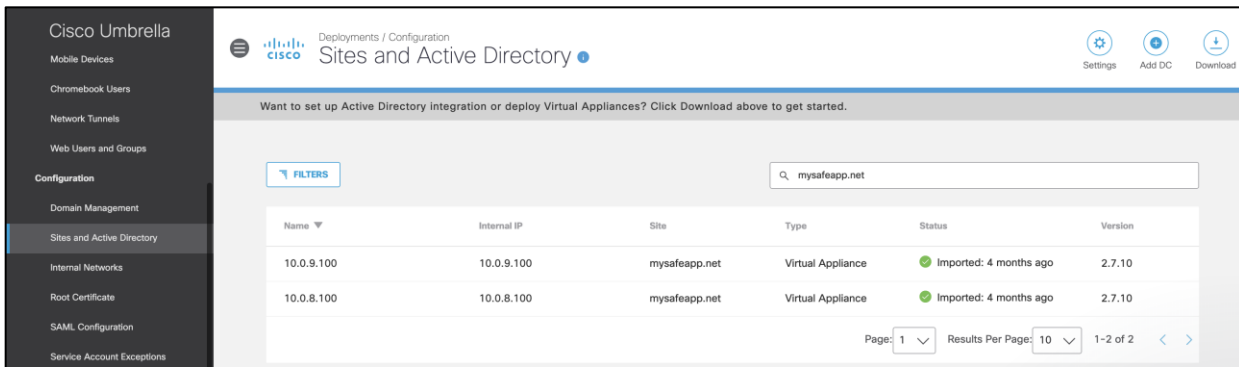 Cisco Umbrella
Mobile Devices
Chromebook Users
Network Tunnels
Web Users and Groups
Configuration
Domain Management
Sites and Active Directory
Internal Networks
Root Certificate
SAML Configuration
Service Account Exceptions
cisco
Deployments / Configuration
Sites and Active Directory
Settings Add DC Download
Want to set up Active Directory integration or deploy Virtual Appliances? Click Download above to get started.
FILTERS
mysafeapp.net
Name Internal IP Site Type Status Version
10.0.9.100 10.0.9.100 mysafeapp.net Virtual Appliance Imported: 4 months ago 2.7.10
10.0.8.100 10.0.8.100 mysafeapp.net Virtual Appliance Imported: 4 months ago 2.7.10
Page: 1 Results Per Page: 10 1-2 of 2 < >